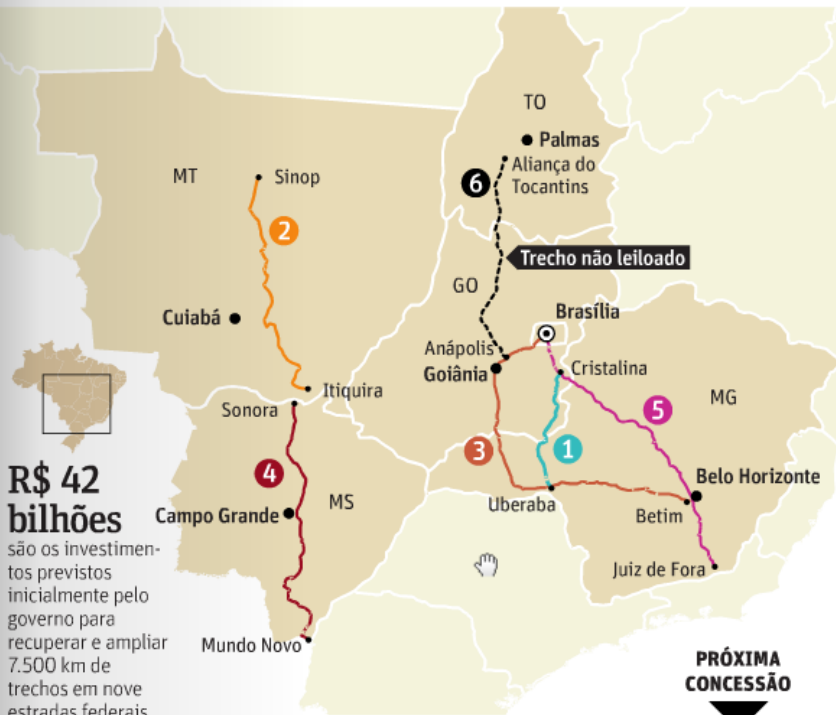 TO
Palmas
Aliança do
Tocantins
6
MT
Sinop
2
Trecho não leiloado
GO
Cuiabá
Brasília
Anápolis
Goiânia
Cristalina
Itiquira
Sonora
5
MG
3
1
4
MS
Belo Horizonte
Uberaba
Betim
Campo Grande
Juiz de Fora
Mundo Novo
R$ 42
bilhões
são os investimen-
tos previstos
inicialmente pelo
governo para
recuperar e ampliar
7.500 km de
trechos em nove
estradas federais
PRÓXIMA
CONCESSÃO